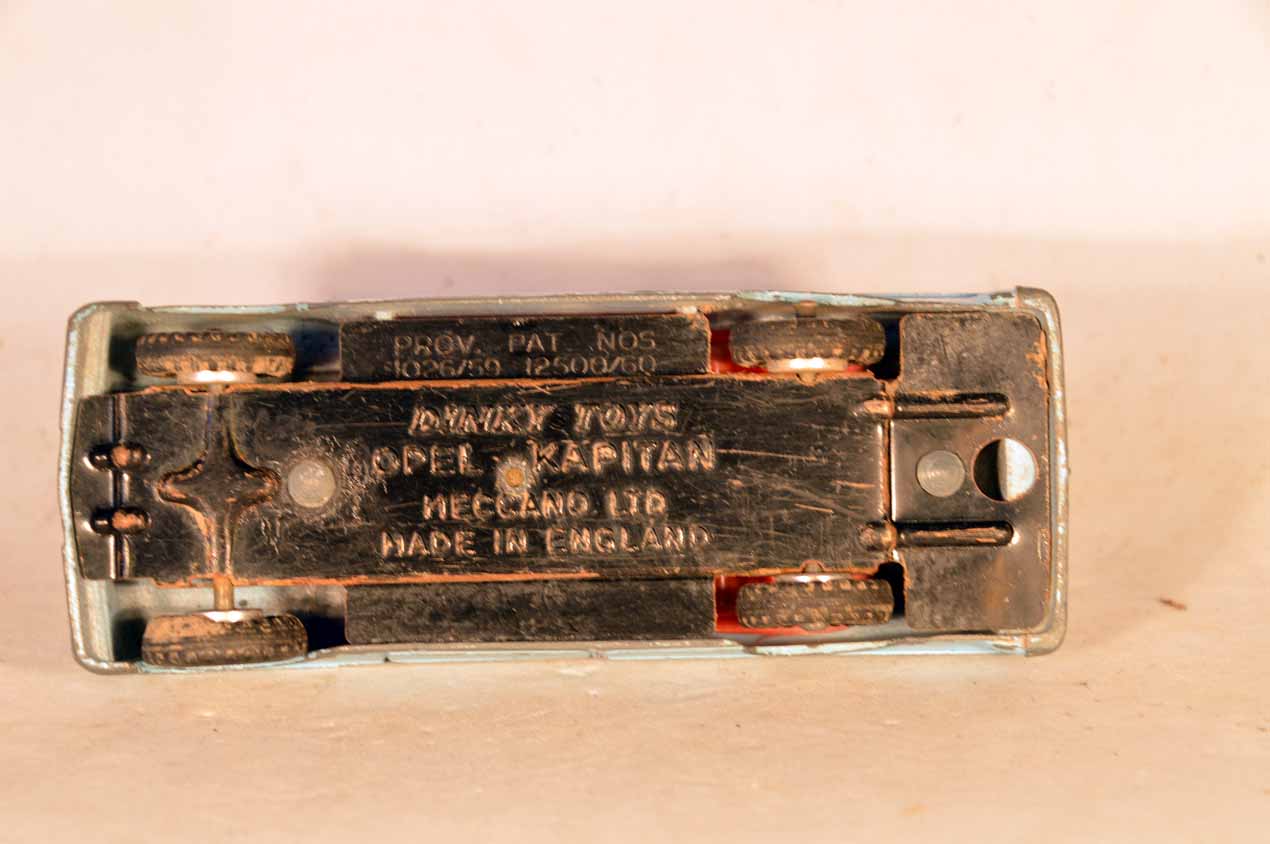 PROV. PAT. NOS
1026/59 12500/60
DINKY TOYS
OPEL - KAPITAN
MECCANO LTD
MADE IN ENGLAND